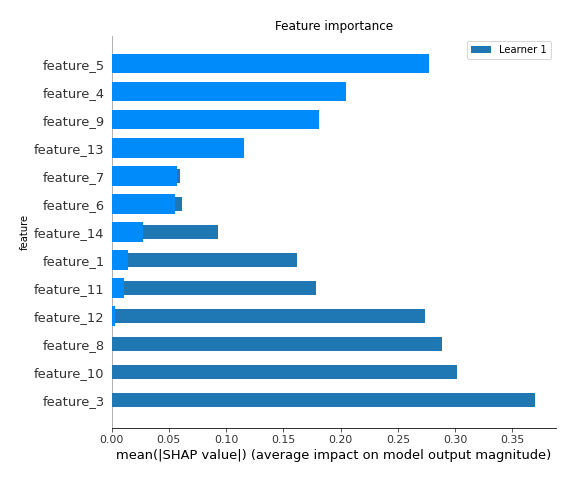 Feature importance
Learner 1
feature_5
feature_4
feature_9
feature_13
feature_7
feature_6
feature_14
feature_1
feature_11
feature_12
feature_8
feature_10
feature_3
feature
0.00 0.05 0.10 0.15 0.20 0.25 0.30 0.35
mean(|SHAP value|) (average impact on model output magnitude)